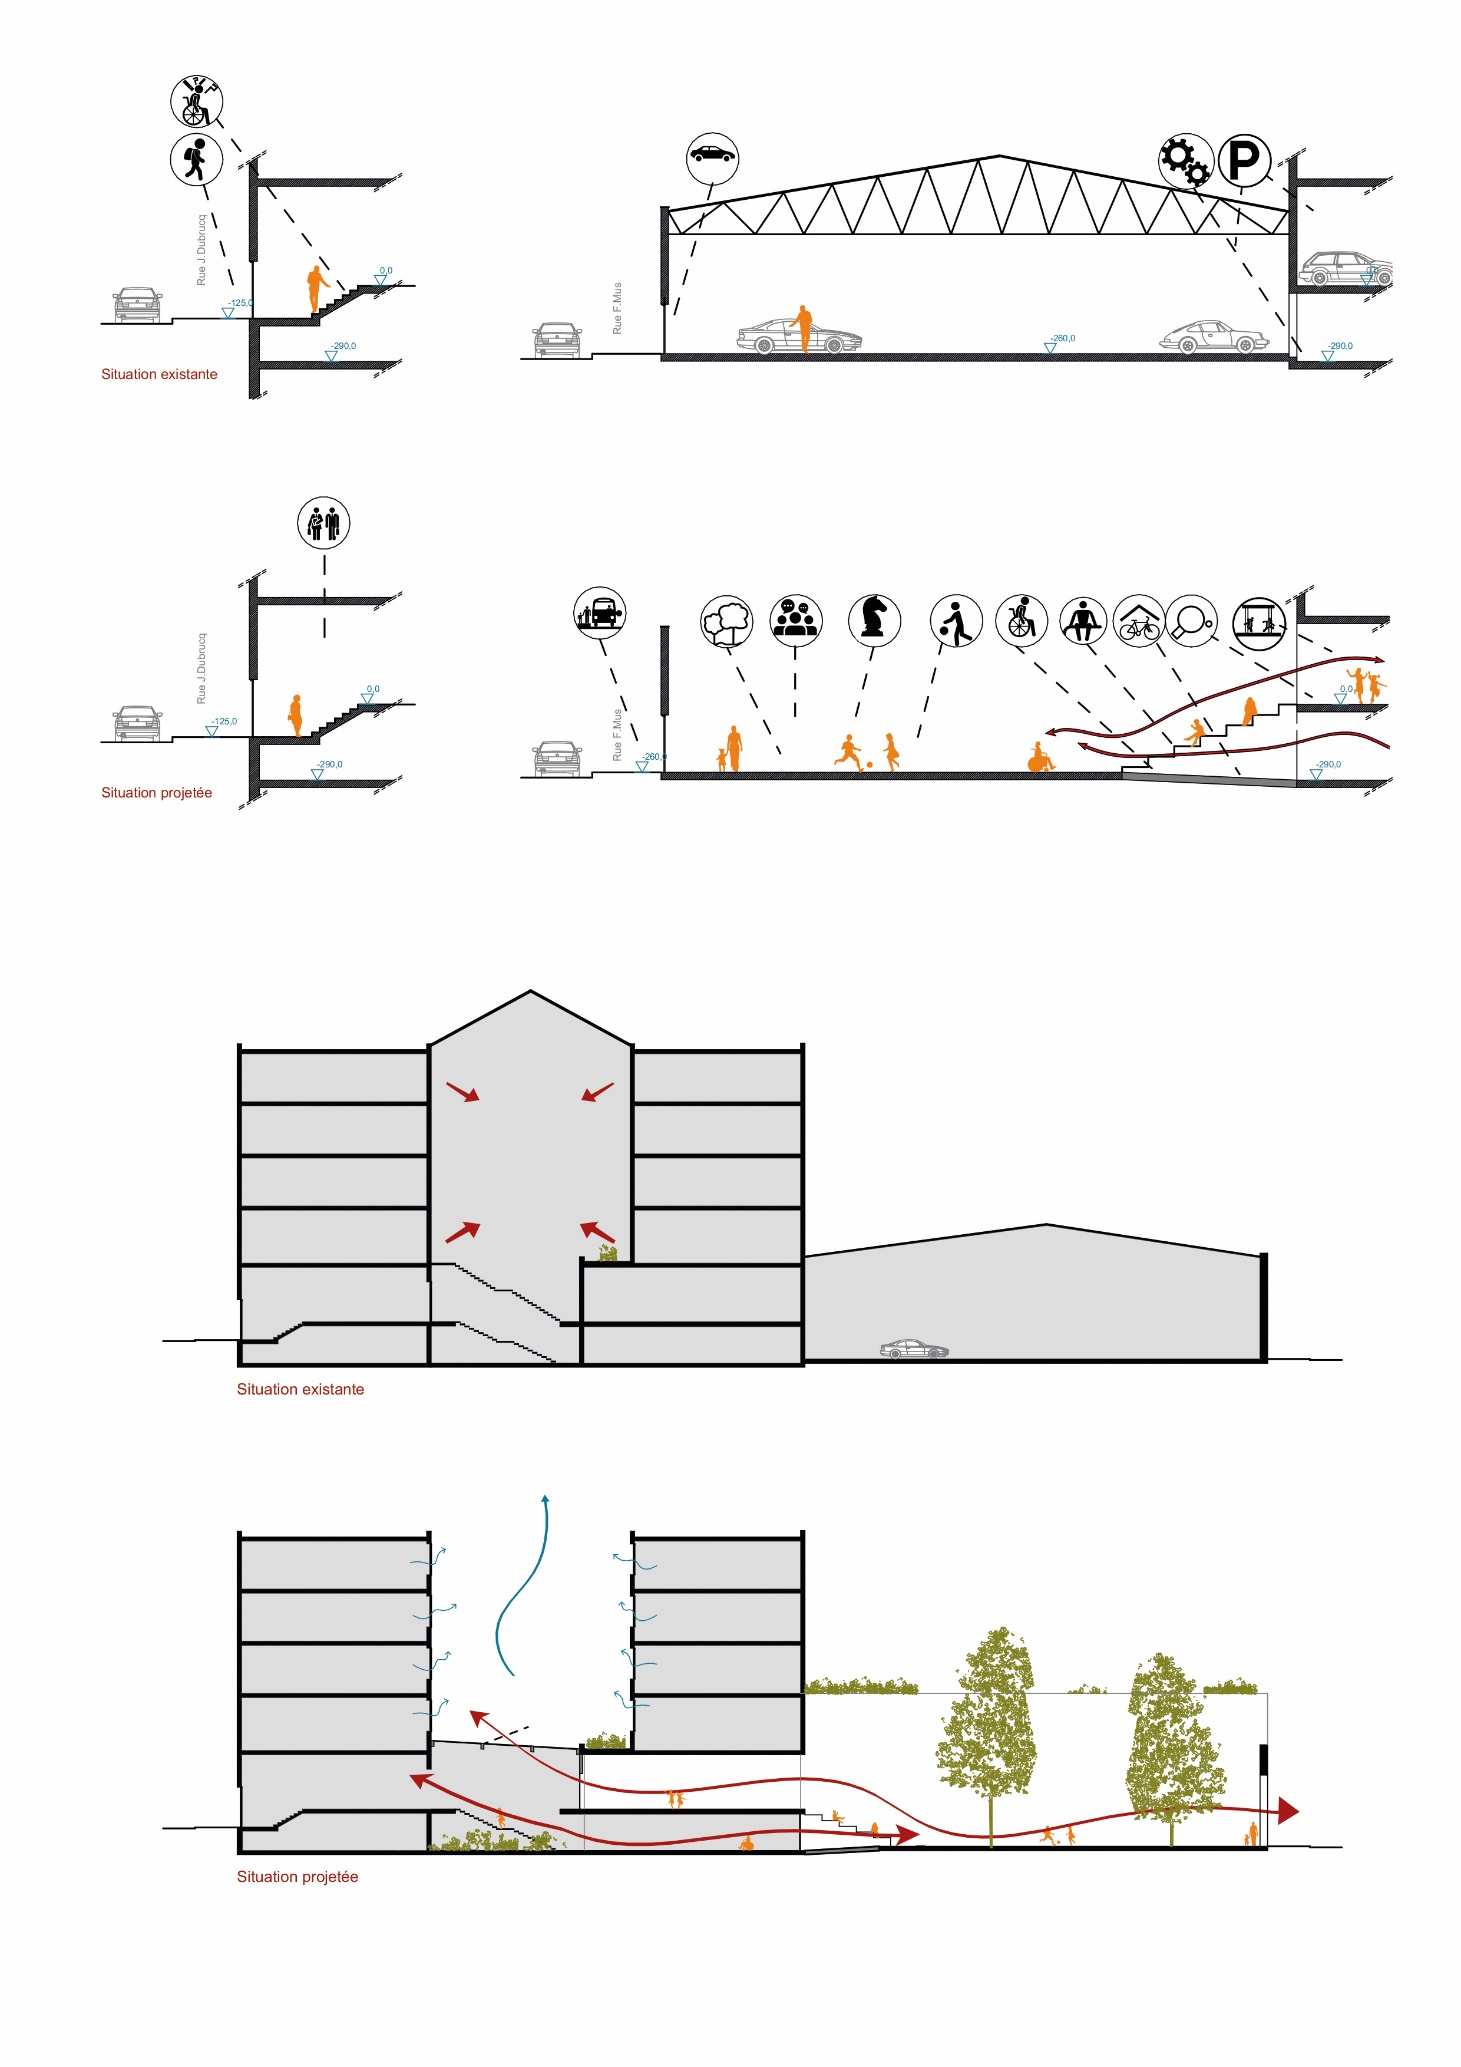 Rue J.Dubrucq
-125,0
0,0
-290,0
Situation existante
P
Rue F.Mus
-260,0
0,0
-290,0
Rue J.Dubrucq
-125,0
0,0
-290,0
Situation projetée
Rue F.Mus
-260,0
0,0
-290,0
Situation existante
Situation projetée